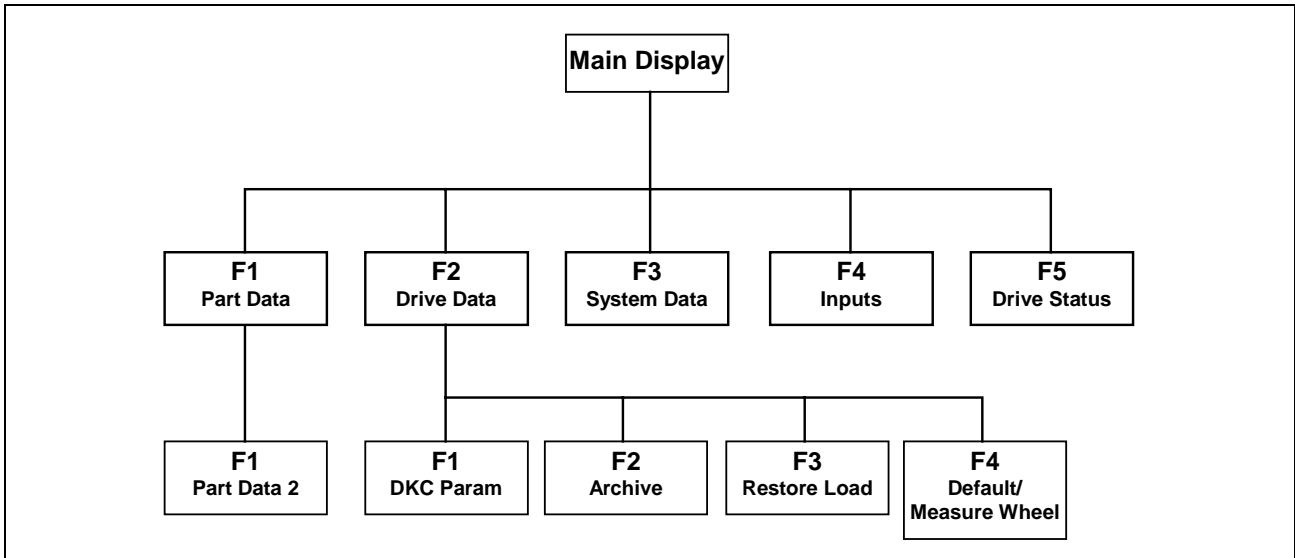 Main Display
F1
Part Data
F2
Drive Data
F3
System Data
F4
Inputs
F5
Drive Status
F1
Part Data 2
F1
DKC Param
F2
Archive
F3
Restore Load
F4
Default/
Measure Wheel